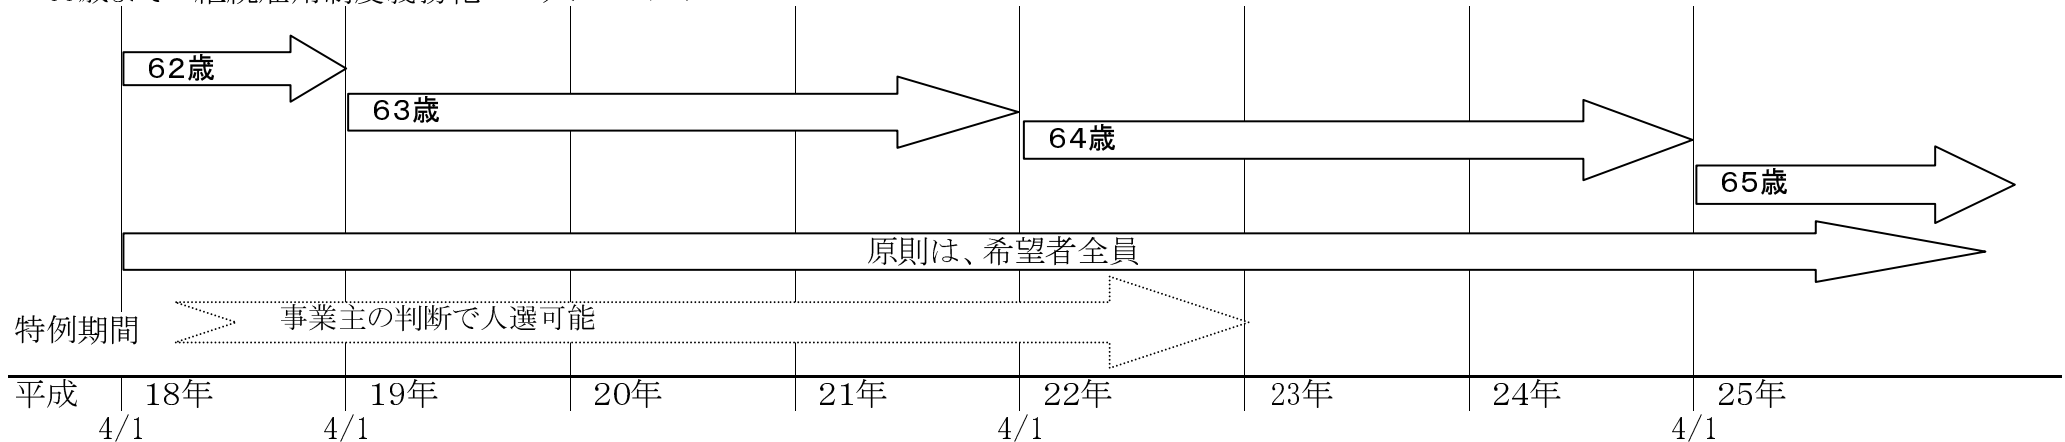 62歳
63歳
64歳
65歳
原則は、希望者全員
事業主の判断で人選可能
特例期間
平成 18年 19年 20年 21年 22年 23年 24年 25年
4/1 4/1 4/1 4/1